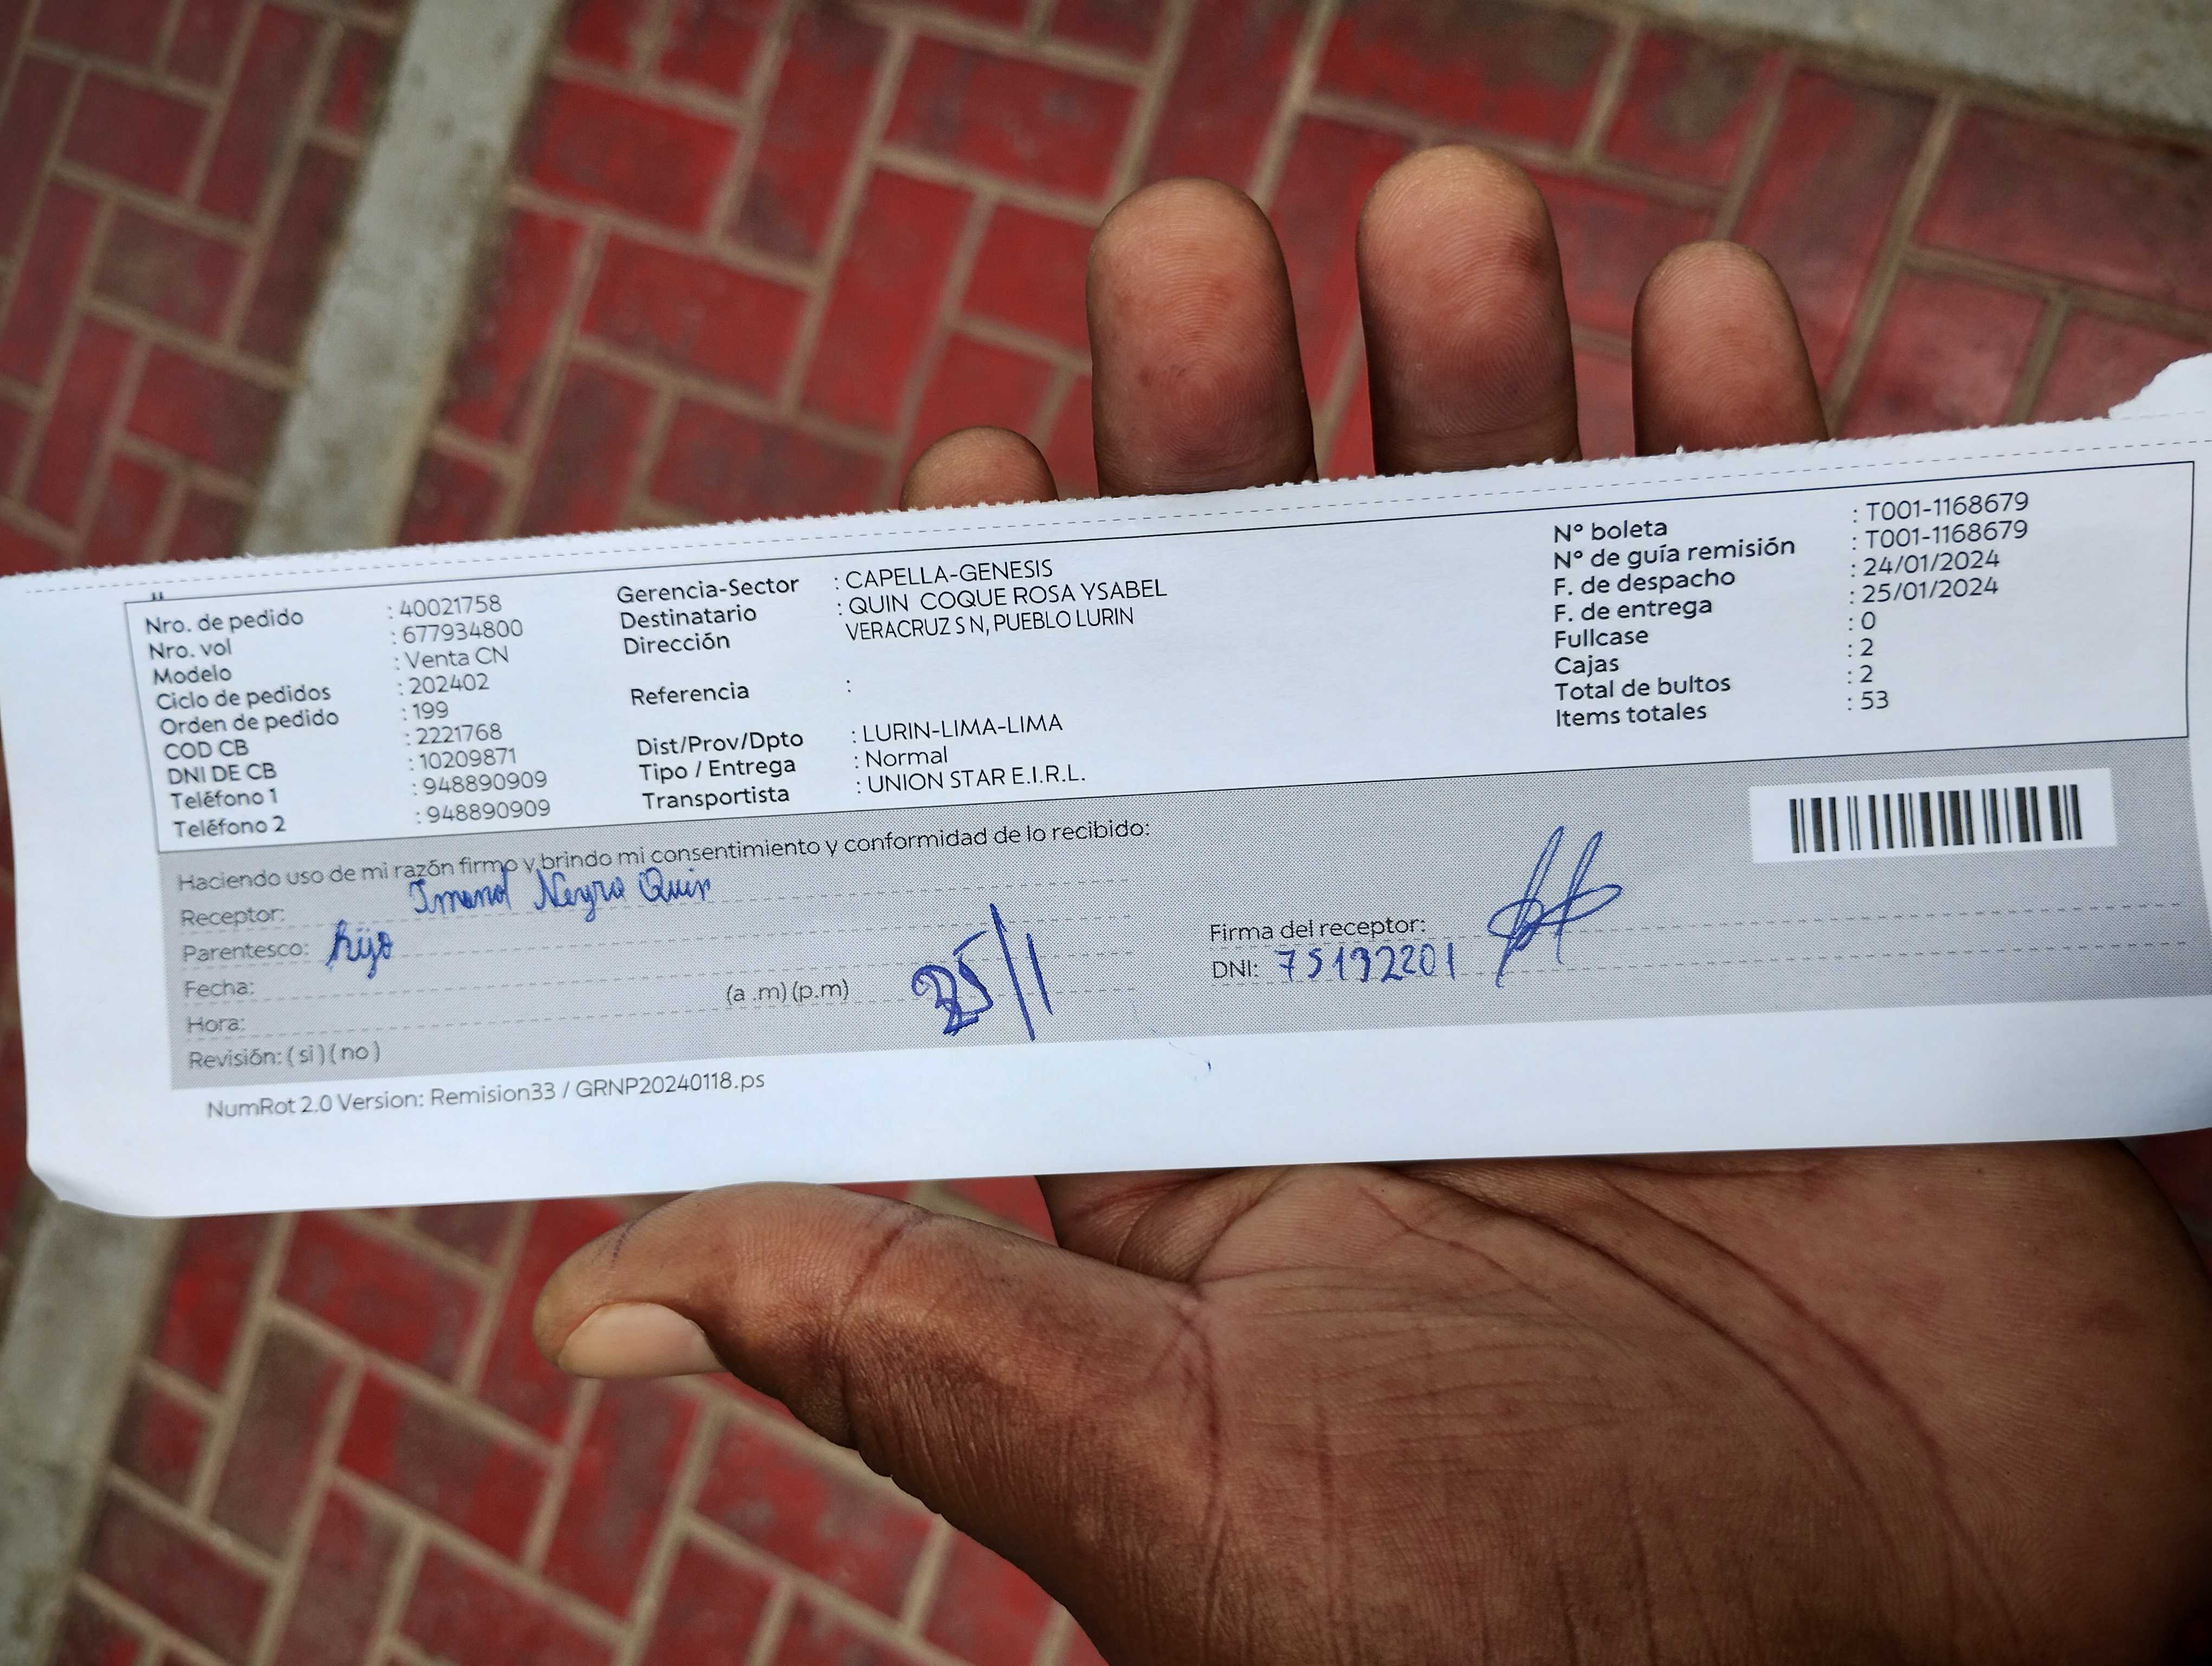 Nro. de pedido : 40021758
Nro. vol : 677934800
Modelo : Venta CN
Ciclo de pedidos : 202402
Orden de pedido : 199
COD CB : 2221768
DNI DE CB : 10209871
Teléfono 1 : 948890909
Teléfono 2 : 948890909
Gerencia-Sector : CAPELLA-GENESIS
Destinatario : QUIN COQUE ROSA YSABEL
Dirección VERACRUZ S N, PUEBLO LURIN
Referencia :
Dist/Prov/Dpto : LURIN-LIMA-LIMA
Tipo / Entrega : Normal
Transportista : UNION STAR E.I.R.L.
N° boleta : T001-1168679
N° de guía remisión : T001-1168679
F. de despacho : 24/01/2024
F. de entrega : 25/01/2024
Fullcase : 0
Cajas : 2
Total de bultos : 2
Items totales : 53
Haciendo uso de mi razón firmo y brindo mi consentimiento y conformidad de lo recibido:
Receptor: Imanol Neyra Quin
Parentesco: hijo
Fecha: 25/1
Hora: (a .m) (p.m)
Revisión: ( si ) ( no )
Firma del receptor:
DNI: 75192201
NumRot 2.0 Version: Remision33 / GRNP20240118.ps